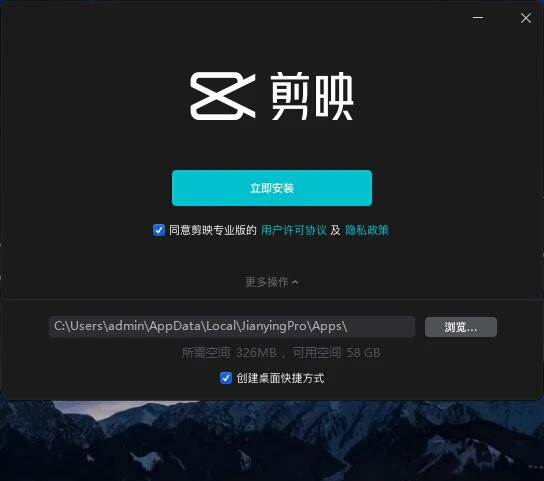 剪映
立即安装
同意剪映专业版的 用户许可协议 及 隐私政策
更多操作
C:\Users\admin\AppData\Local\JianyingPro\Apps\ 浏览...
所需空间 326MB ，可用空间 58 GB
创建桌面快捷方式